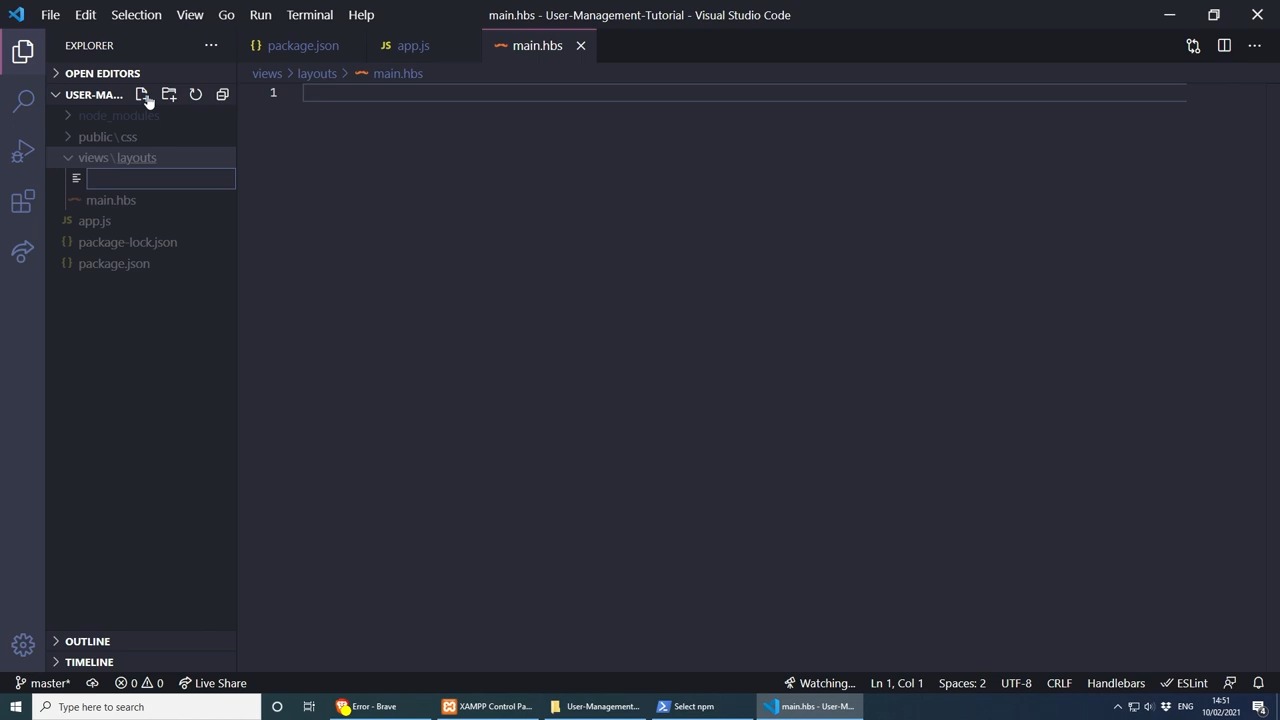 File Edit Selection View Go Run Terminal Help
main.hbs - User-Management-Tutorial - Visual Studio Code
EXPLORER
{} package.json
JS app.js
main.hbs
OPEN EDITORS
views > layouts > main.hbs
USER-MA...
1
node_modules
public\css
views\layouts
main.hbs
JS app.js
{} package-lock.json
{} package.json
OUTLINE
TIMELINE
master*
0 0
Live Share
Watching...
Ln 1, Col 1
Spaces: 2
UTF-8
CRLF
Handlebars
ESLint
Type here to search
Error - Brave
XAMPP Control Pa...
User-Management...
Select npm
main.hbs - User-M...
ENG
14:51
10/02/2021